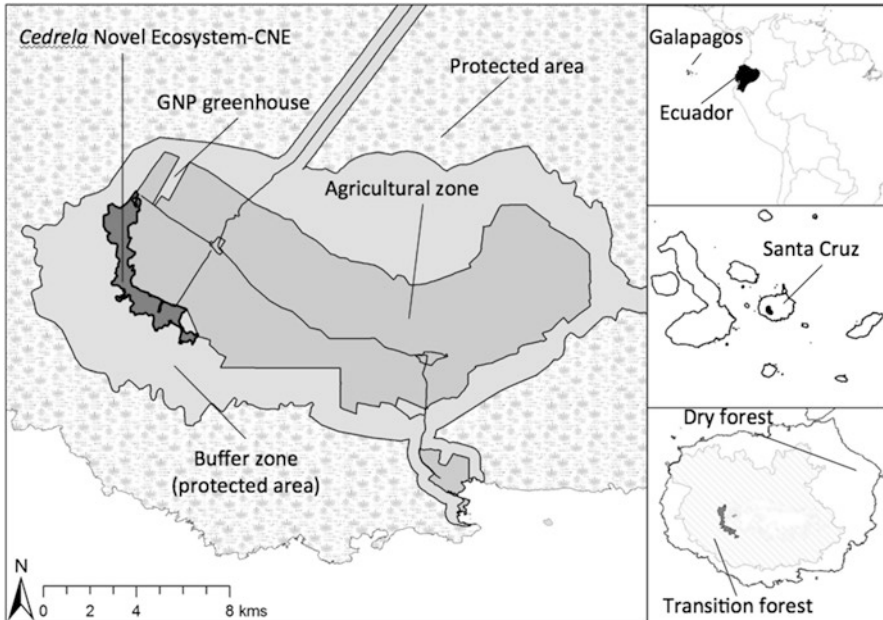 Cedrela Novel Ecosystem-CNE
GNP greenhouse
Protected area
Agricultural zone
Buffer zone
(protected area)
N
0 2 4 8 kms
Galapagos
Ecuador
Santa Cruz
Dry forest
Transition forest